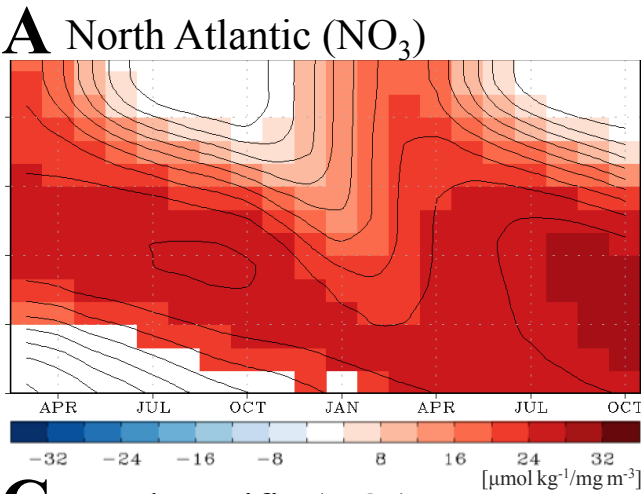 A North Atlantic (NO₃)
APR JUL OCT JAN APR JUL OCT
−32 −24 −16 −8 8 16 24 32
[μmol kg⁻¹/mg m⁻³]